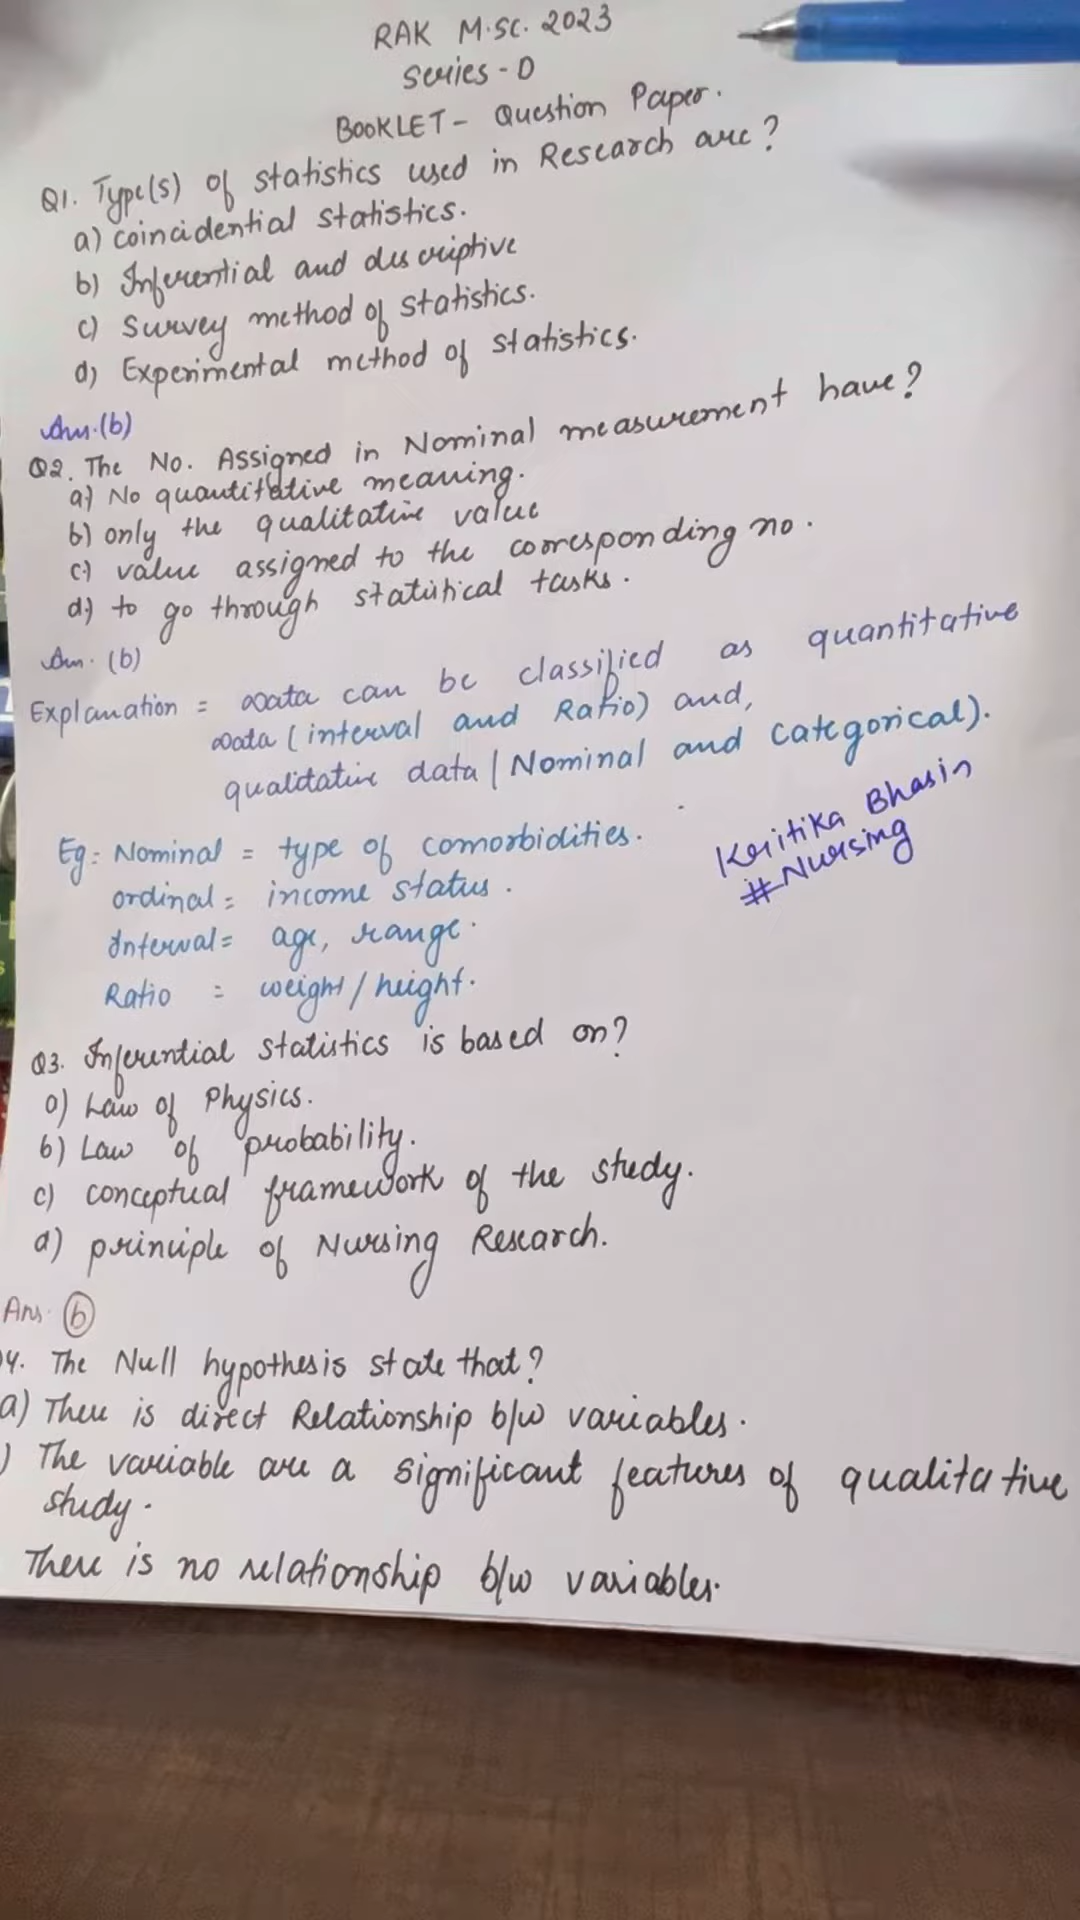 RAK M.Sc. 2023
Series - D
BOOKLET - Question Paper.
Q1. Type(s) of statistics used in Research are?
a) coincidential statistics.
b) Inferential and descriptive
c) Survey method of statistics.
d) Experimental method of statistics.
Ans. (b)
Q2. The No. Assigned in Nominal measurement have?
a) No quantitative meaning.
b) only the qualitative value
c) value assigned to the corresponding no.
d) to go through statistical tasks.
Ans. (b)
Explanation = Data can be classified as quantitative
Data (interval and Ratio) and,
qualitative data (Nominal and categorical).
Kritika Bhasin
#Nursing
Eg: Nominal = type of comorbidities.
ordinal = income status.
Interval = age, range.
Ratio = weight/height.
Q3. Inferential statistics is based on?
a) Law of Physics.
b) Law of probability.
c) conceptual framework of the study.
d) principle of Nursing Research.
Ans. (b)
4. The Null hypothesis state that?
a) There is direct Relationship b/w variables.
) The variable are a significant features of qualitative
study.
There is no relationship b/w variables.